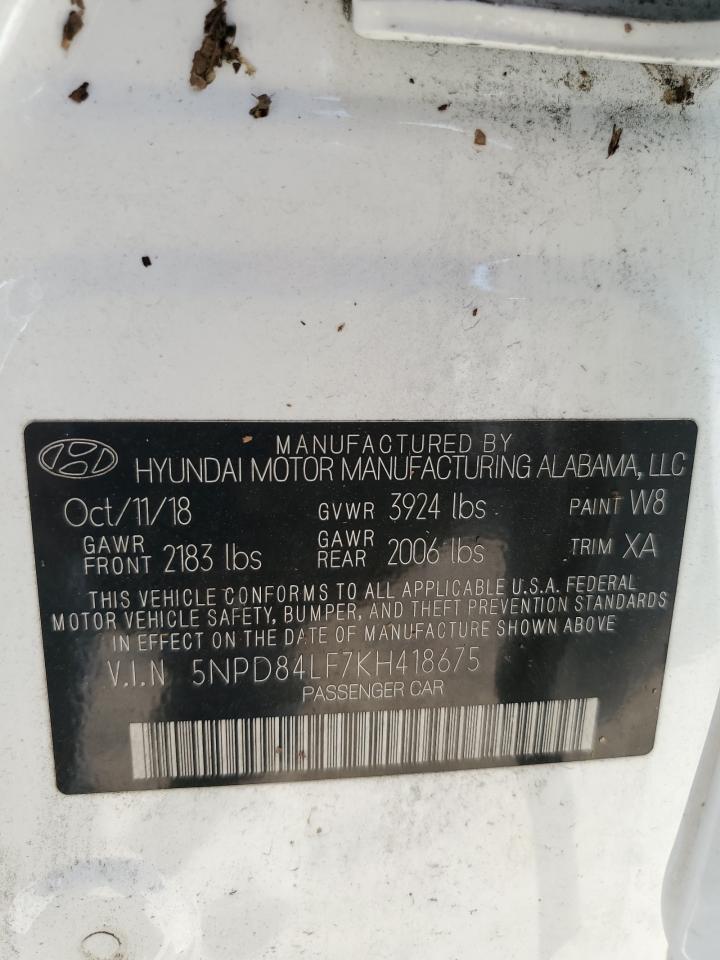 MANUFACTURED BY
HYUNDAI MOTOR MANUFACTURING ALABAMA, LLC
Oct/11/18 GVWR 3924 lbs PAINT W8
GAWR FRONT 2183 lbs GAWR REAR 2006 lbs TRIM XA
THIS VEHICLE CONFORMS TO ALL APPLICABLE U.S.A. FEDERAL
MOTOR VEHICLE SAFETY, BUMPER, AND THEFT PREVENTION STANDARDS
IN EFFECT ON THE DATE OF MANUFACTURE SHOWN ABOVE
V.I.N 5NPD84LF7KH418675
PASSENGER CAR